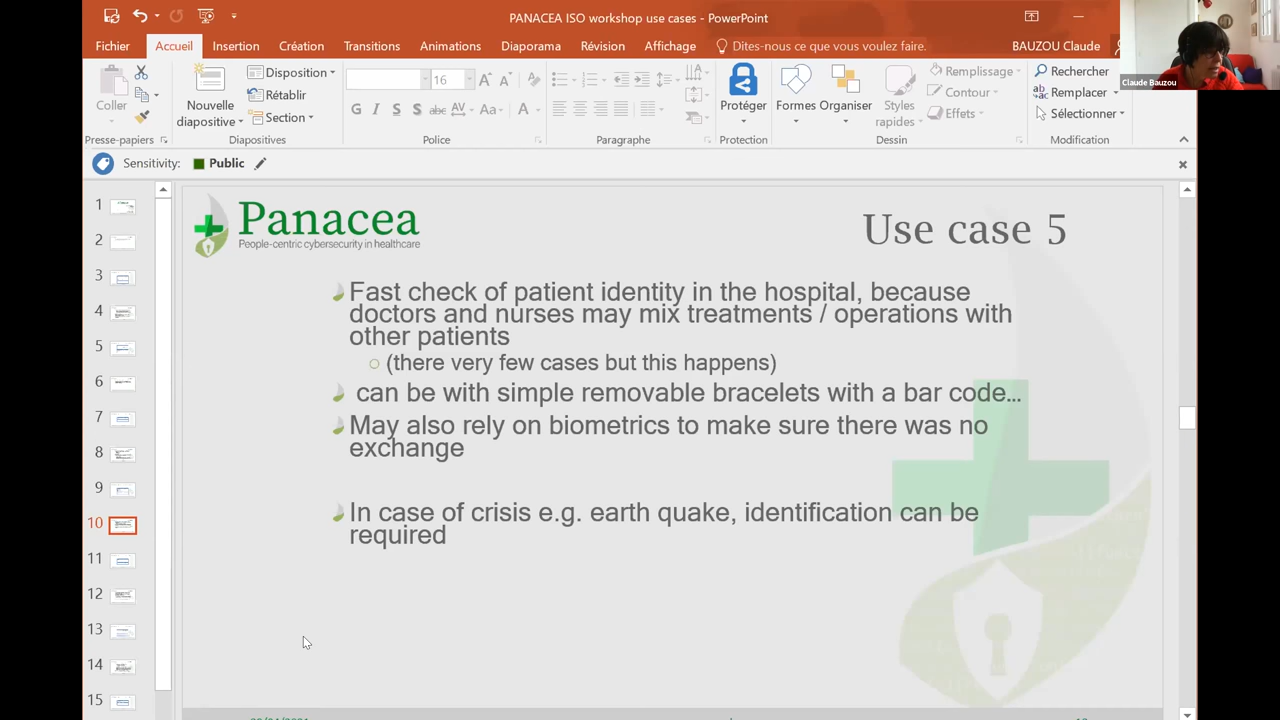 PANACEA ISO workshop use cases - PowerPoint
Fichier Accueil Insertion Création Transitions Animations Diaporama Révision Affichage Dites-nous ce que vous voulez faire. BAUZOU Claude
Claude Bauzou
Coller
Presse-papiers
Nouvelle
diapositive
Disposition
Rétablir
Section
Diapositives
16
G I S S abc AV Aa A
Police
Paragraphe
Protéger
Protection
Formes
Organiser
Styles
rapides
Remplissage
Contour
Effets
Dessin
Rechercher
Remplacer
Sélectionner
Modification
Sensitivity: Public
1
2
3
4
5
6
7
8
9
10
11
12
13
14
15
Panacea
People-centric cybersecurity in healthcare
Use case 5
Fast check of patient identity in the hospital, because
doctors and nurses may mix treatments / operations with
other patients
(there very few cases but this happens)
can be with simple removable bracelets with a bar code...
May also rely on biometrics to make sure there was no
exchange
In case of crisis e.g. earth quake, identification can be
required